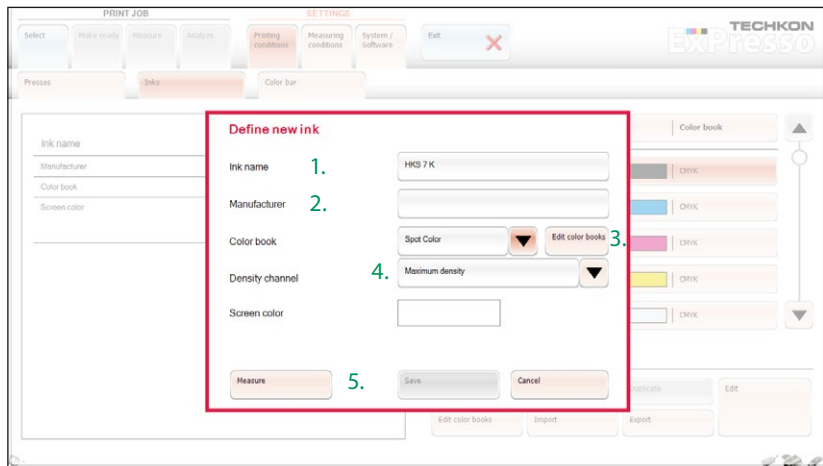 PRINT JOB SETTINGS
Select Make ready Measure Analyze Printing conditions Measuring conditions System / Software Exit
TECHKON
ExPresso
Presses Inks Color bar
Define new ink
Ink name 1. HKS 7 K
Manufacturer 2.
Color book Spot Color Edit color books 3.
Density channel 4. Maximum density
Screen color
Measure 5. Save Cancel
Ink name
Manufacturer
Color book
Screen color
Color book
CMYK
CMYK
CMYK
CMYK
CMYK
Duplicate Edit
Edit color books Import Export